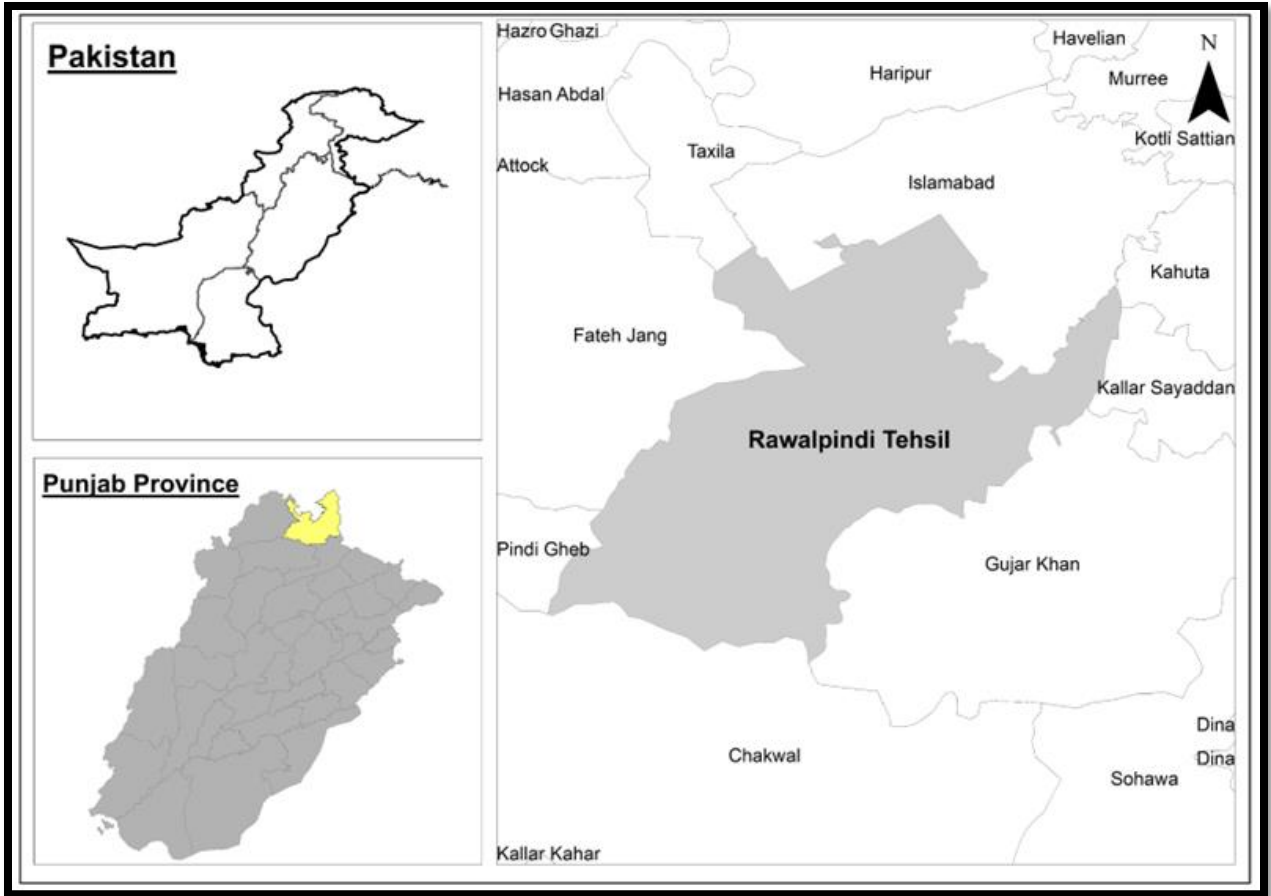 Pakistan
Punjab Province
Hazro Ghazi
Havelian
N
Haripur
Murree
Hasan Abdal
Kotli Sattian
Taxila
Attock
Islamabad
Kahuta
Fateh Jang
Kallar Sayaddan
Rawalpindi Tehsil
Pindi Gheb
Gujar Khan
Dina
Chakwal
Dina
Sohawa
Kallar Kahar